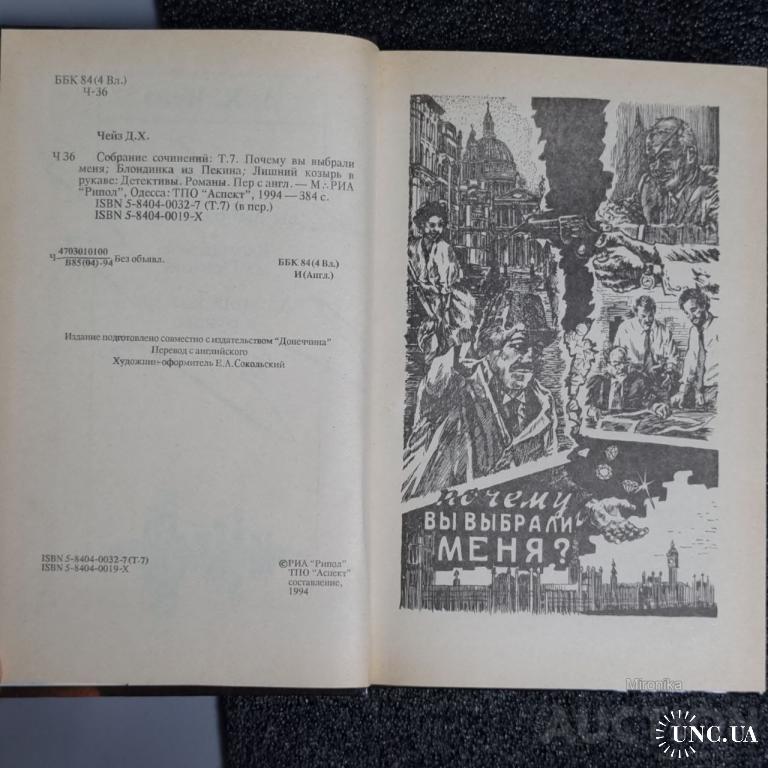 ББК 84(4 Вл.)
Ч-36
Чейз Д.Х.
Ч 36 Собрание сочинений: Т.7. Почему вы выбрали
меня; Блондинка из Пекина; Лишний козырь в
рукаве: Детективы. Романы. Пер с англ. — М.: РИА
"Рипол", Одесса: ТПО "Аспект", 1994 — 384 с.
ISBN 5-8404-0032-7 (Т.7) (в пер.)
ISBN 5-8404-0019-X
4703010100
Ч Без объявл.
В85(04)-94
ББК 84(4 Вл.)
И(Англ.)
Издание подготовлено совместно с издательством "Донеччина"
Перевод с английского
Художник-оформитель Е.А.Сокольский
ISBN 5-8404-0032-7 (Т.7)
ISBN 5-8404-0019-X
©РИА "Рипол"
ТПО "Аспект"
составление,
1994
почему
ВЫ ВЫБРАЛИ
МЕНЯ?
Mironika
UNC.UA